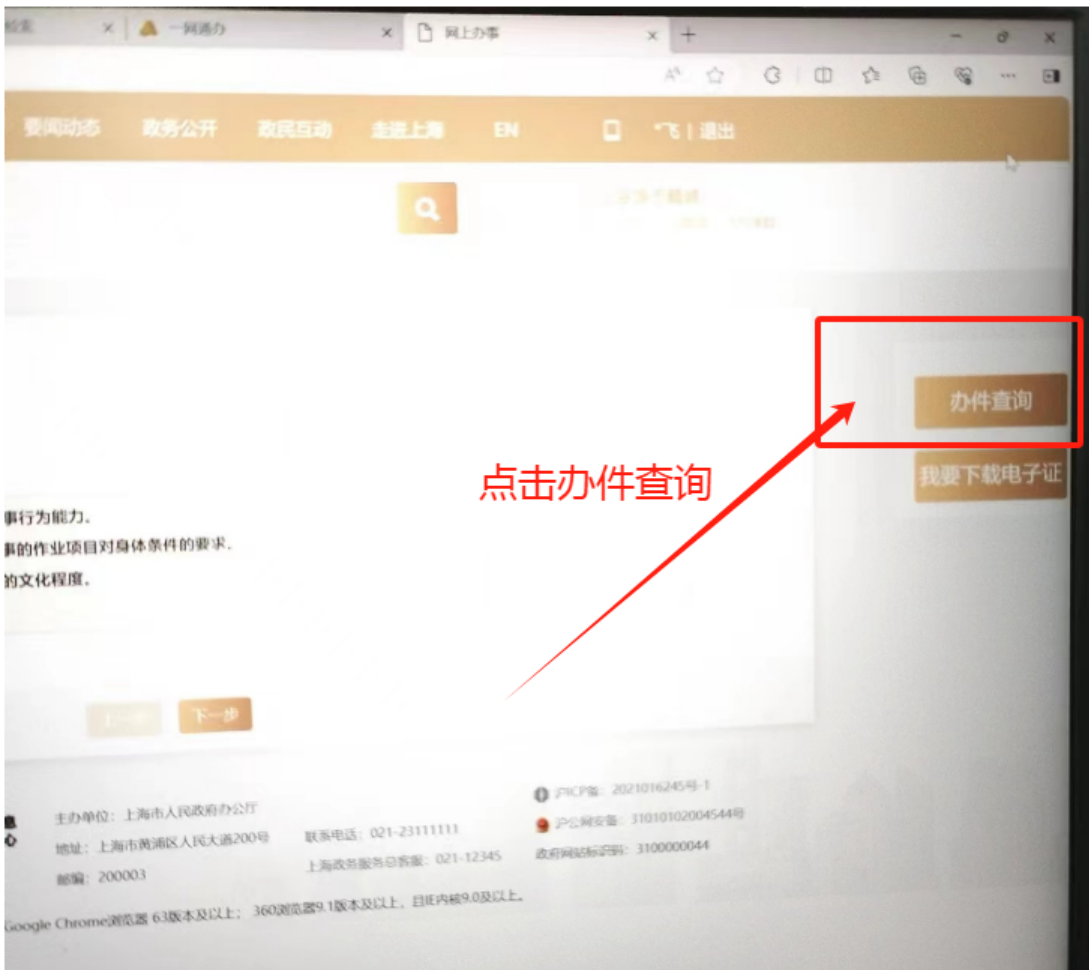 一网通办
网上办事
要闻动态 政务公开 政民互动 走进上海 EN 飞 | 退出
办件查询
点击办件查询
我要下载电子证
事行为能力。
事的作业项目对身体条件的要求.
的文化程度。
下一步
主办单位：上海市人民政府办公厅
地址：上海市黄浦区人民大道200号
邮编：200003
联系电话：021-23111111
上海政务服务总客服：021-12345
沪ICP备：2021016245号-1
沪公网安备：31010102004544号
政府网站标识码：3100000044
Google Chrome浏览器 63版本及以上； 360浏览器9.1版本及以上，且IE内核9.0及以上。